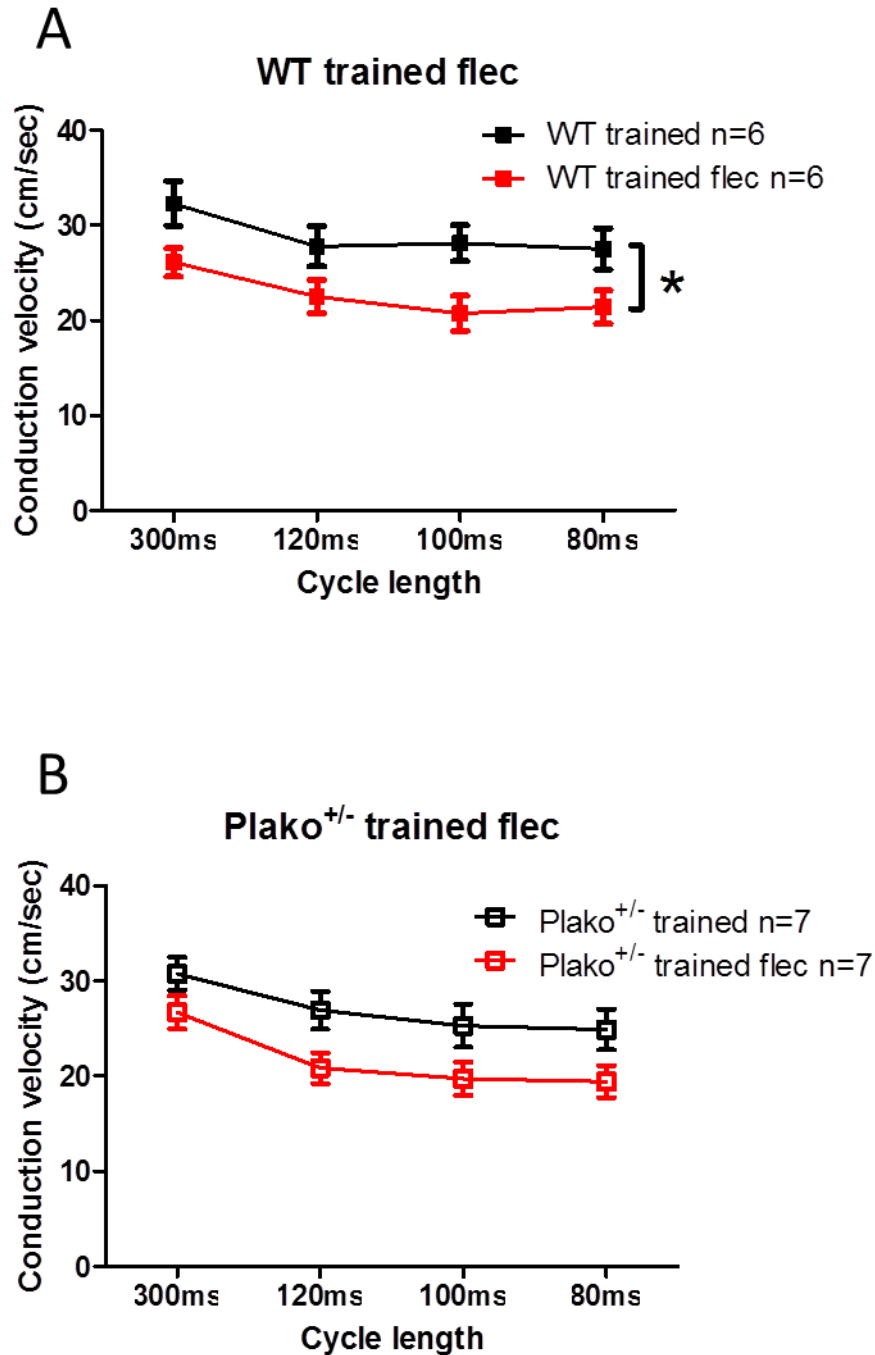 A
WT trained flec
Conduction velocity (cm/sec)
40
30
20
10
0
WT trained n=6
WT trained flec n=6
*
300ms 120ms 100ms 80ms
Cycle length
B
Plako+/- trained flec
Conduction velocity (cm/sec)
40
30
20
10
0
Plako+/- trained n=7
Plako+/- trained flec n=7
300ms 120ms 100ms 80ms
Cycle length